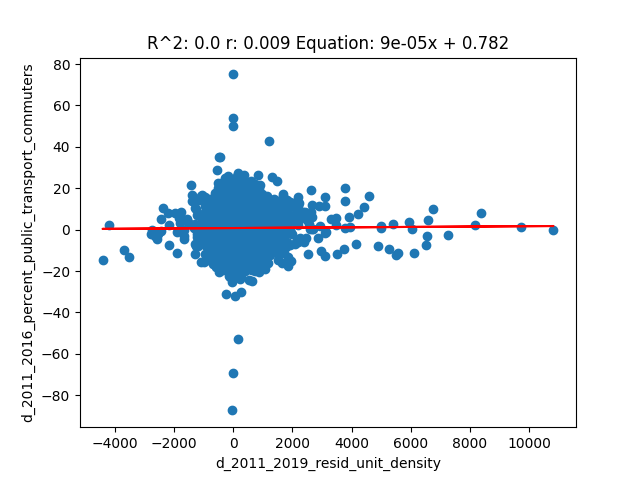 R^2: 0.0 r: 0.009 Equation: 9e-05x + 0.782
d_2011_2016_percent_public_transport_commuters
80
60
40
20
0
−20
−40
−60
−80
−4000 −2000 0 2000 4000 6000 8000 10000
d_2011_2019_resid_unit_density